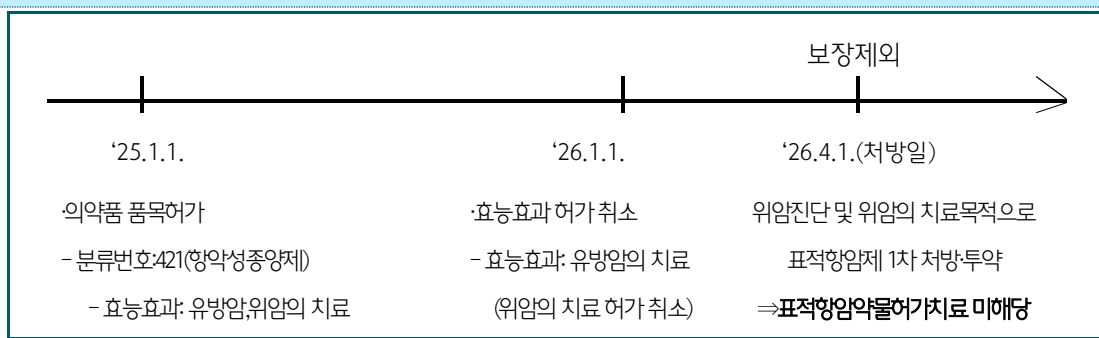 보장제외
‘25.1.1.
‘26.1.1.
‘26.4.1.(처방일)
·의약품 품목허가
- 분류번호:421(항악성종양제)
- 효능효과: 유방암,위암의 치료
·효능효과 허가 취소
- 효능효과: 유방암의 치료
(위암의 치료 허가 취소)
위암진단 및 위암의 치료목적으로
표적항암제 1차 처방·투약
⇒표적항암약물허가치료 미해당